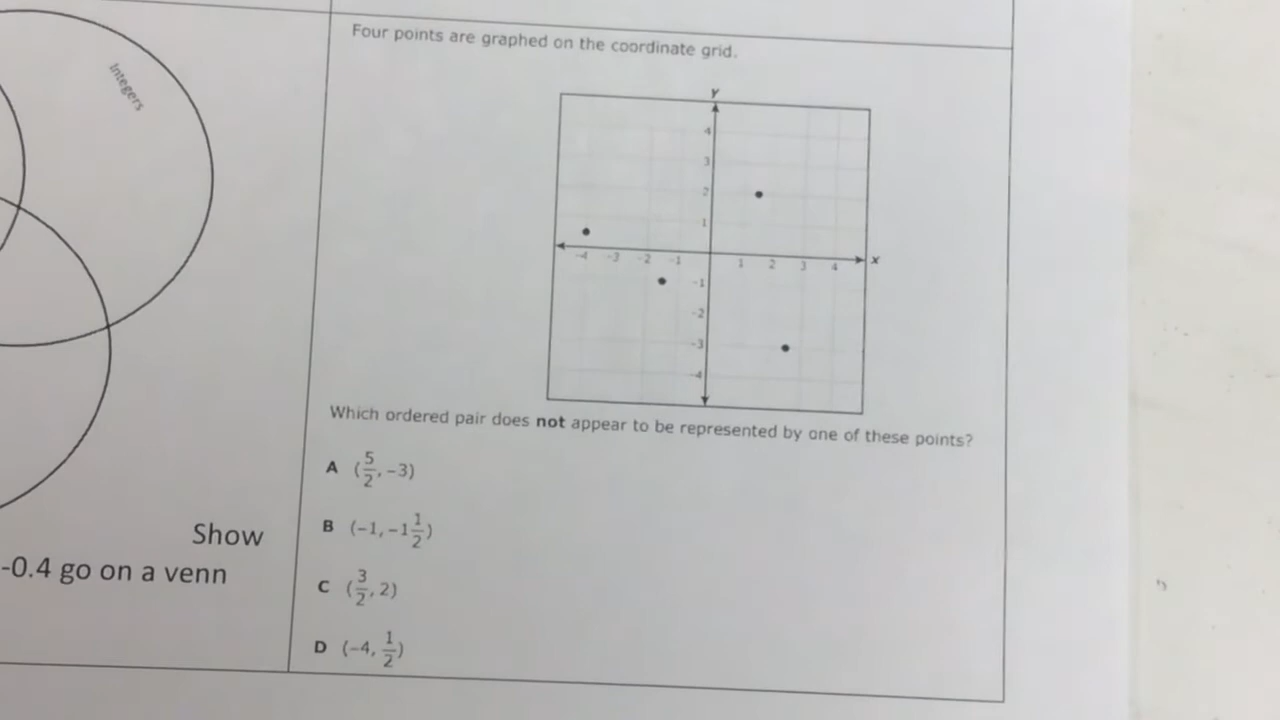 Integers
Show
-0.4 go on a venn
Four points are graphed on the coordinate grid.
Y
4
3
2
1
-4 -3 -2 -1 1 2 3 4 x
-1
-2
-3
-4
Which ordered pair does not appear to be represented by one of these points?
A (5/2, -3)
B (-1, -1 1/2)
C (3/2, 2)
D (-4, 1/2)